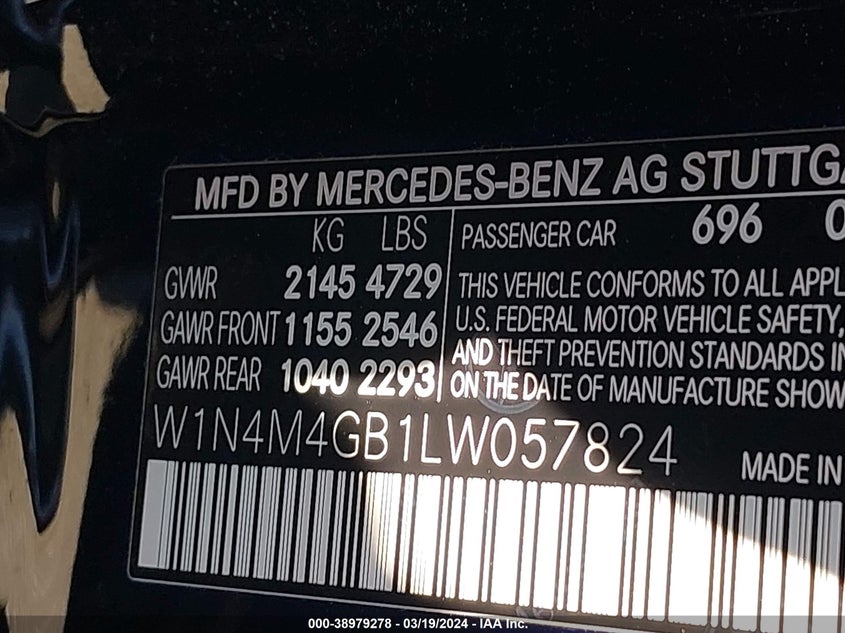 MFD BY MERCEDES-BENZ AG STUTTGA
KG LBS
GVWR 2145 4729
GAWR FRONT 1155 2546
GAWR REAR 1040 2293
PASSENGER CAR 696 0
THIS VEHICLE CONFORMS TO ALL APPL
U.S. FEDERAL MOTOR VEHICLE SAFETY,
AND THEFT PREVENTION STANDARDS IN
ON THE DATE OF MANUFACTURE SHOW
W1N4M4GB1LW057824
MADE IN
000-38979278 - 03/19/2024 - IAA Inc.